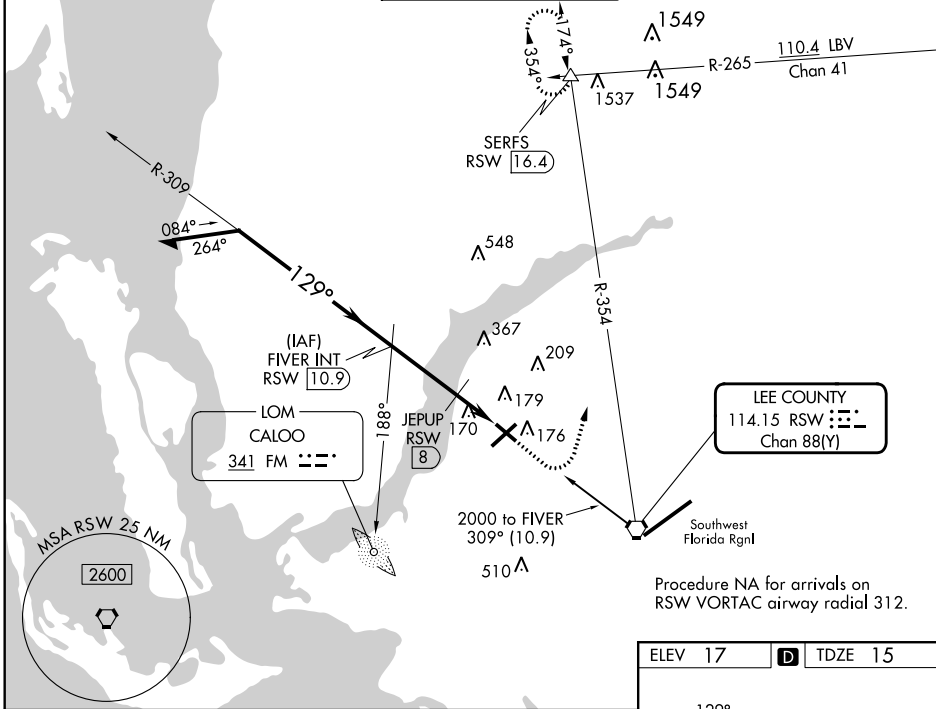 1549
174°
354°
R-265
110.4 LBV
Chan 41
1537
1549
SERFS
RSW 16.4
R-309
084°
264°
548
129°
R-354
(IAF)
FIVER INT
RSW 10.9
367
209
LOM
CALOO
341 FM
188°
JEPUP
RSW
8
170
179
176
LEE COUNTY
114.15 RSW
Chan 88(Y)
MSA RSW 25 NM
2600
2000 to FIVER
309° (10.9)
Southwest
Florida Rgnl
510
Procedure NA for arrivals on
RSW VORTAC airway radial 312.
ELEV 17
D
TDZE 15